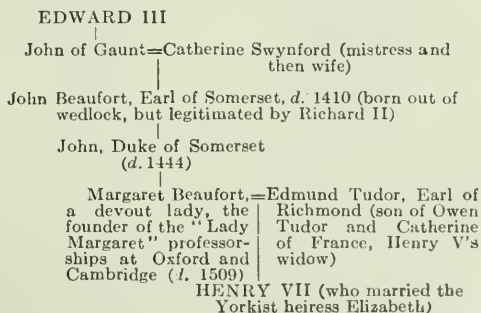 EDWARD III
John of Gaunt=Catherine Swynford (mistress and
then wife)
John Beaufort, Earl of Somerset, d. 1410 (born out of
wedlock, but legitimated by Richard II)
John, Duke of Somerset
(d. 1444)
Margaret Beaufort,=Edmund Tudor, Earl of
a devout lady, the Richmond (son of Owen
founder of the "Lady Tudor and Catherine
Margaret" professor- of France, Henry V's
ships at Oxford and widow)
Cambridge (d. 1509)
HENRY VII (who married the
Yorkist heiress Elizabeth)